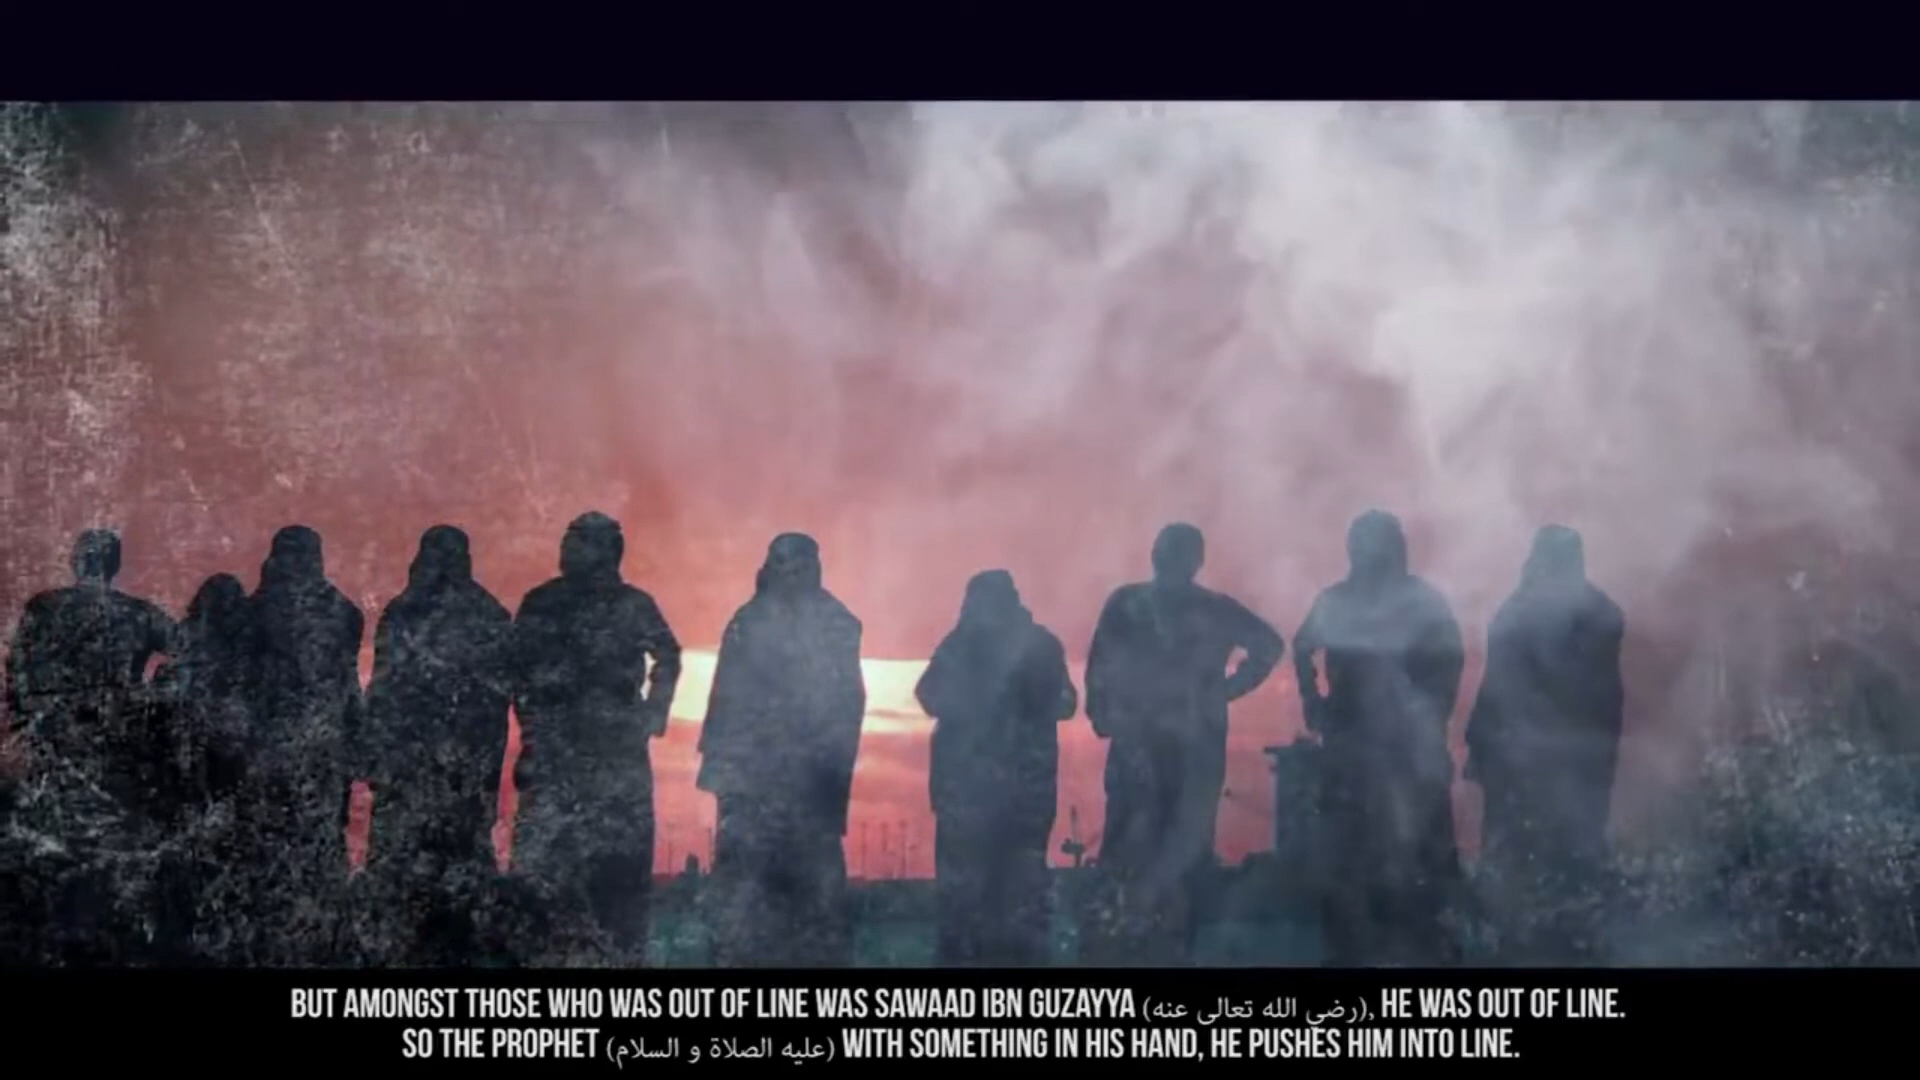 BUT AMONGST THOSE WHO WAS OUT OF LINE WAS SAWAAD IBN GUZAYYA (رضي الله تعالى عنه), HE WAS OUT OF LINE.
SO THE PROPHET (عليه الصلاة و السلام) WITH SOMETHING IN HIS HAND, HE PUSHES HIM INTO LINE.